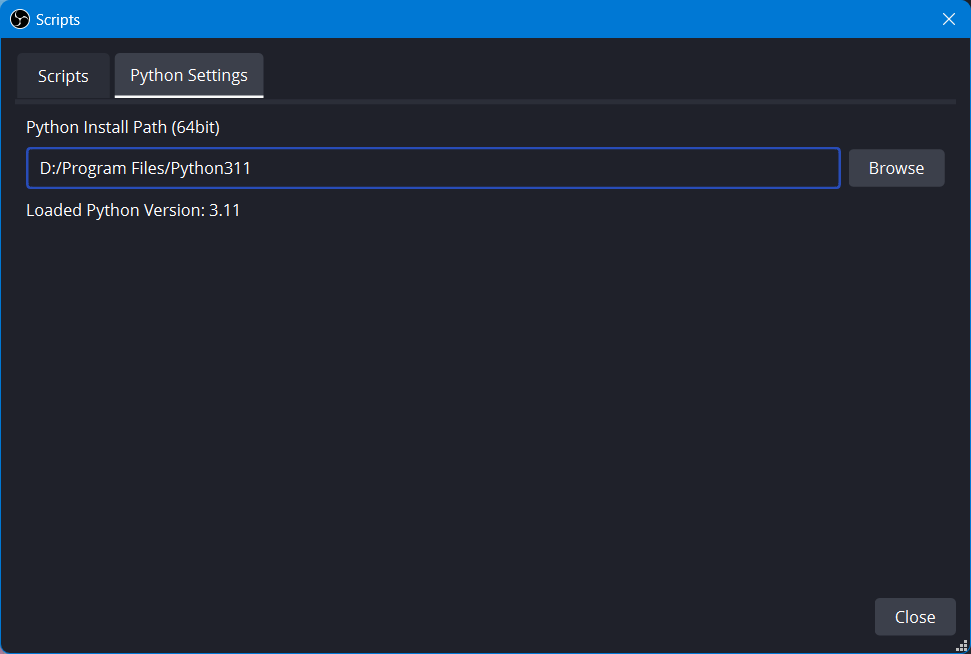 Scripts
Scripts
Python Settings
Python Install Path (64bit)
D:/Program Files/Python311
Browse
Loaded Python Version: 3.11
Close